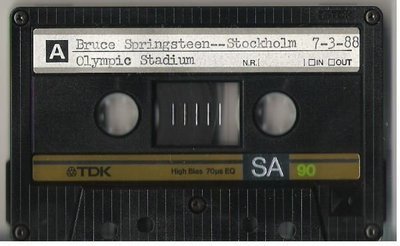 A Bruce Springsteen--Stockholm 7-3-88
Olympic Stadium N.R.[ ] □IN □OUT
TDK High Bias 70μs EQ SA 90